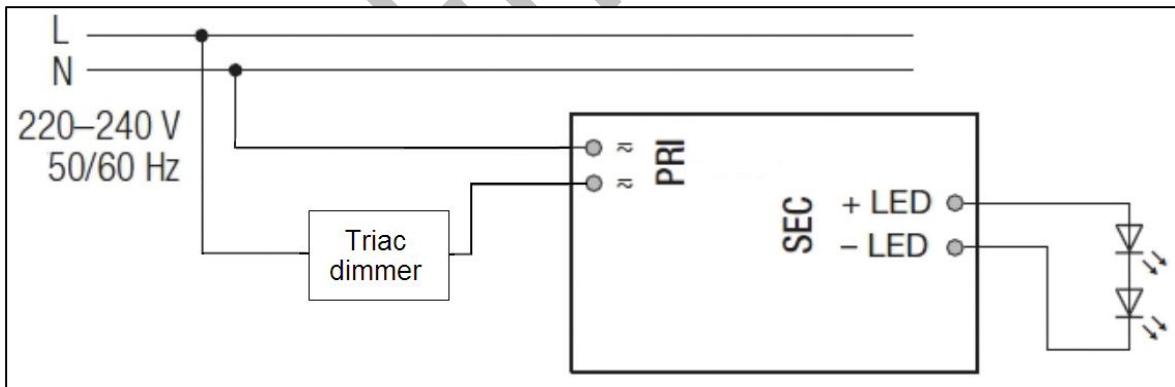 L
N
220–240 V
50/60 Hz
Triac
dimmer
≈
≈
PRI
SEC
+ LED
− LED